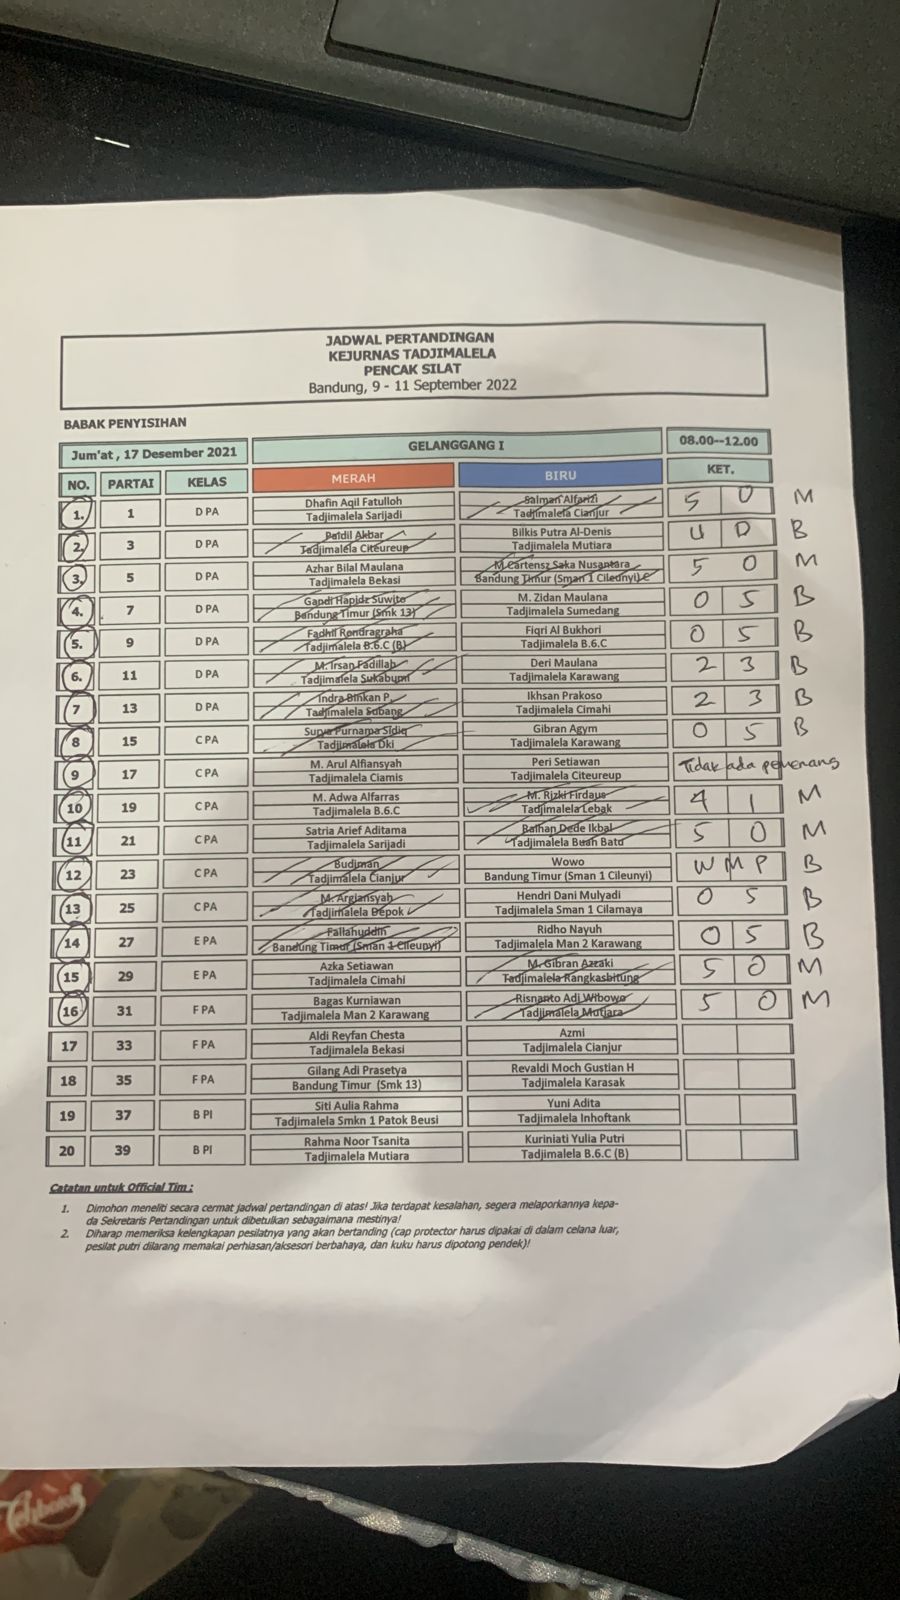 JADWAL PERTANDINGAN
KEJURNAS TADJIMALELA
PENCAK SILAT
Bandung, 9 - 11 September 2022
BABAK PENYISIHAN
Jum'at , 17 Desember 2021 GELANGGANG I 08.00--12.00
NO. PARTAI KELAS MERAH BIRU KET.
1. 1 D PA Dhafin Aqil Fatulloh Salman Alfarizi 5 0 M
Tadjimalela Sarijadi Tadjimalela Cianjur
2. 3 D PA Paldil Akbar Bilkis Putra Al-Denis B
Tadjimalela Citeureup Tadjimalela Mutiara
3. 5 D PA Azhar Bilal Maulana M.Cartensz Saka Nusantara 5 0 M
Tadjimalela Bekasi Bandung Timur (Sman 1 Cileunyi)
4. 7 D PA Gandi Hapidz Suwito M. Zidan Maulana 0 5 B
Bandung Timur (Smk 13) Tadjimalela Sumedang
5. 9 D PA Fadhil Rendragraha Fiqri Al Bukhori 0 5 B
Tadjimalela B.6.C (B) Tadjimalela B.6.C
6. 11 D PA M. Irsan Fadillah Deri Maulana 2 3 B
Tadjimalela Sukabumi Tadjimalela Karawang
7 13 D PA Indra Binkan P. Ikhsan Prakoso 2 3 B
Tadjimalela Subang Tadjimalela Cimahi
8 15 C PA Surya Purnama Sidiq Gibran Agym 0 5 B
Tadjimalela Dki Tadjimalela Karawang
9 17 C PA M. Arul Alfiansyah Peri Setiawan Tidak ada pemenang
Tadjimalela Ciamis Tadjimalela Citeureup
10 19 C PA M. Adwa Alfarras M. Rizki Firdaus 4 1 M
Tadjimalela B.6.C Tadjimalela Lebak
11 21 C PA Satria Arief Aditama Raihan Dede Ikbal 5 0 M
Tadjimalela Sarijadi Tadjimalela Buah Batu
12 23 C PA Budiman Wowo W M P B
Tadjimalela Cianjur Bandung Timur (Sman 1 Cileunyi)
13 25 C PA M. Argiansyah Hendri Dani Mulyadi 0 5 B
Tadjimalela Depok Tadjimalela Sman 1 Cilamaya
14 27 E PA Fallahuddin Ridho Nayuh 0 5 B
Bandung Timur (Sman 1 Cileunyi) Tadjimalela Man 2 Karawang
15 29 E PA Azka Setiawan M. Gibran Azzaki 5 0 M
Tadjimalela Cimahi Tadjimalela Rangkasbitung
16 31 F PA Bagas Kurniawan Risnanto Adi Wibowo 5 0 M
Tadjimalela Man 2 Karawang Tadjimalela Mutiara
17 33 F PA Aldi Reyfan Chesta Azmi
Tadjimalela Bekasi Tadjimalela Cianjur
18 35 F PA Gilang Adi Prasetya Revaldi Moch Gustian H
Bandung Timur (Smk 13) Tadjimalela Karasak
19 37 B PI Siti Aulia Rahma Yuni Adita
Tadjimalela Smkn 1 Patok Beusi Tadjimalela Inhoftank
20 39 B PI Rahma Noor Tsanita Kuriniati Yulia Putri
Tadjimalela Mutiara Tadjimalela B.6.C (B)
Catatan untuk Official Tim :
1. Dimohon meneliti secara cermat jadwal pertandingan di atas! Jika terdapat kesalahan, segera melaporkannya kepa-
da Sekretaris Pertandingan untuk dibetulkan sebagaimana mestinya!
2. Diharap memeriksa kelengkapan pesilatnya yang akan bertanding (cap protector harus dipakai di dalam celana luar,
pesilat putri dilarang memakai perhiasan/aksesori berbahaya, dan kuku harus dipotong pendek)!